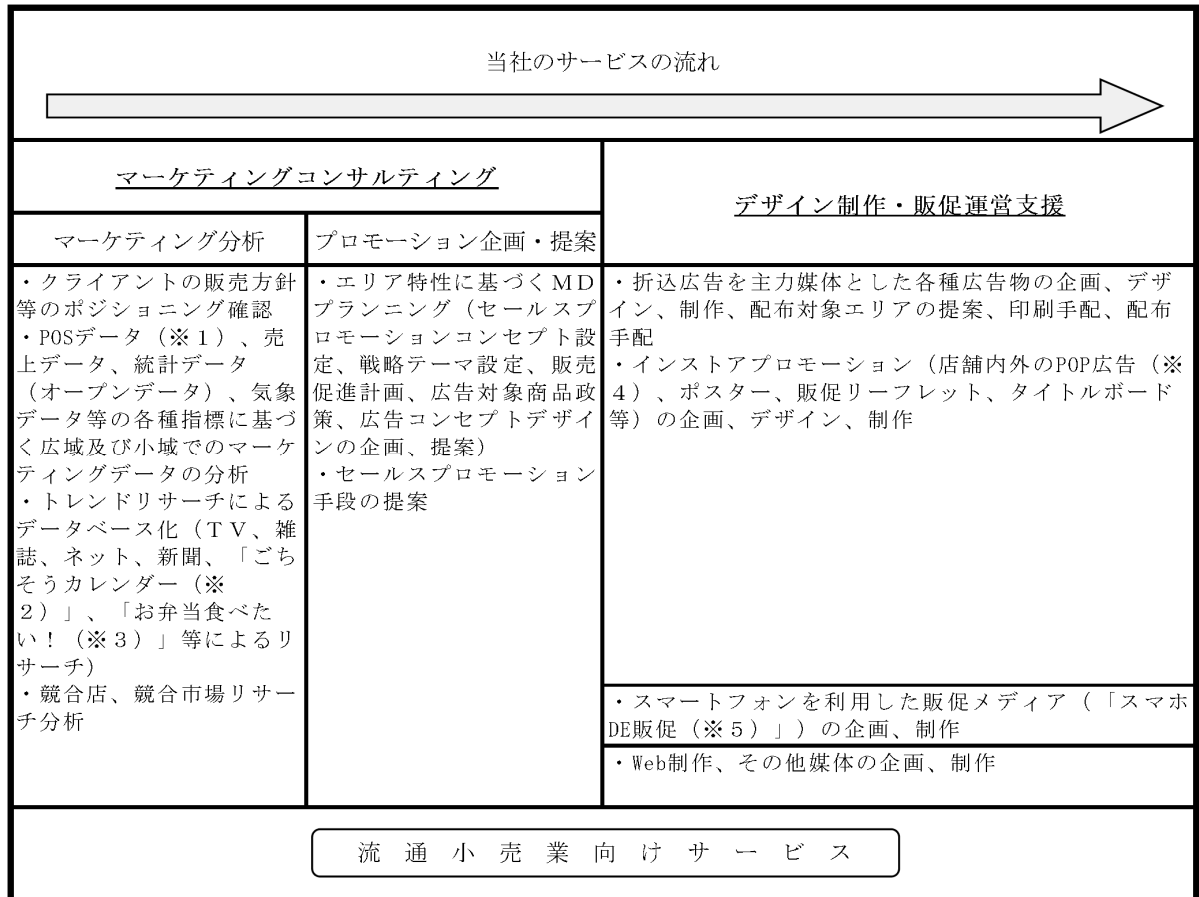 当社のサービスの流れ
マーケティングコンサルティング
デザイン制作・販促運営支援
マーケティング分析
プロモーション企画・提案
・クライアントの販売方針
等のポジショニング確認
・POSデータ（※１）、売
上データ、統計データ
（オープンデータ）、気象
データ等の各種指標に基づ
く広域及び小域でのマーケ
ティングデータの分析
・トレンドリサーチによる
データベース化（ＴＶ、雑
誌、ネット、新聞、「ごち
そうカレンダー（※
２）」、「お弁当食べた
い！（※３）」等によるリ
サーチ）
・競合店、競合市場リサー
チ分析
・エリア特性に基づくＭＤ
プランニング（セールスプ
ロモーションコンセプト設
定、戦略テーマ設定、販売
促進計画、広告対象商品政
策、広告コンセプトデザイ
ンの企画、提案）
・セールスプロモーション
手段の提案
・折込広告を主力媒体とした各種広告物の企画、デザ
イン、制作、配布対象エリアの提案、印刷手配、配布
手配
・インストアプロモーション（店舗内外のPOP広告（※
４）、ポスター、販促リーフレット、タイトルボード
等）の企画、デザイン、制作
・スマートフォンを利用した販促メディア（「スマホ
DE販促（※５）」）の企画、制作
・Web制作、その他媒体の企画、制作
流通小売業向けサービス